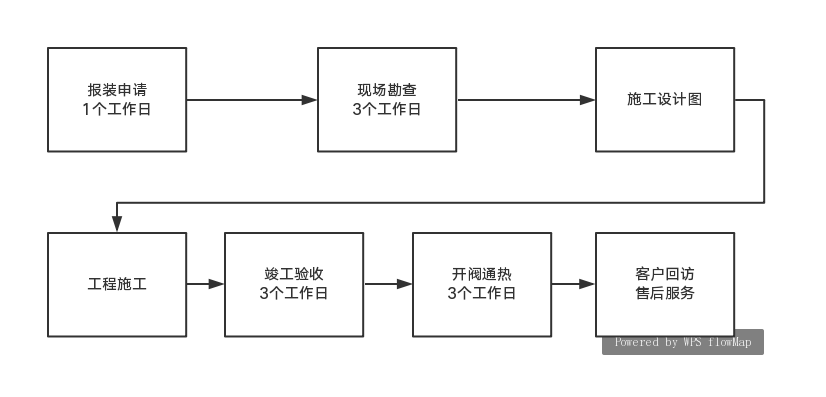 报装申请
1个工作日
现场勘查
3个工作日
施工设计图
工程施工
竣工验收
3个工作日
开阀通热
3个工作日
客户回访
售后服务
Powered by WPS flowMap